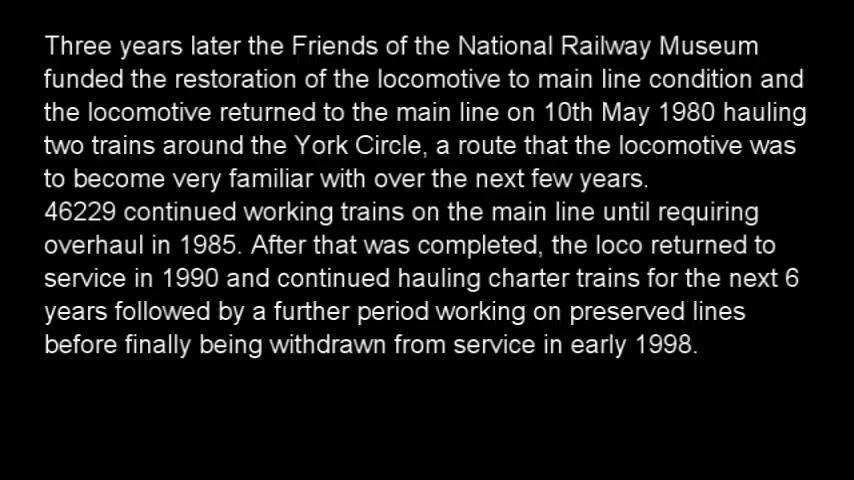 Three years later the Friends of the National Railway Museum
funded the restoration of the locomotive to main line condition and
the locomotive returned to the main line on 10th May 1980 hauling
two trains around the York Circle, a route that the locomotive was
to become very familiar with over the next few years.
46229 continued working trains on the main line until requiring
overhaul in 1985. After that was completed, the loco returned to
service in 1990 and continued hauling charter trains for the next 6
years followed by a further period working on preserved lines
before finally being withdrawn from service in early 1998.